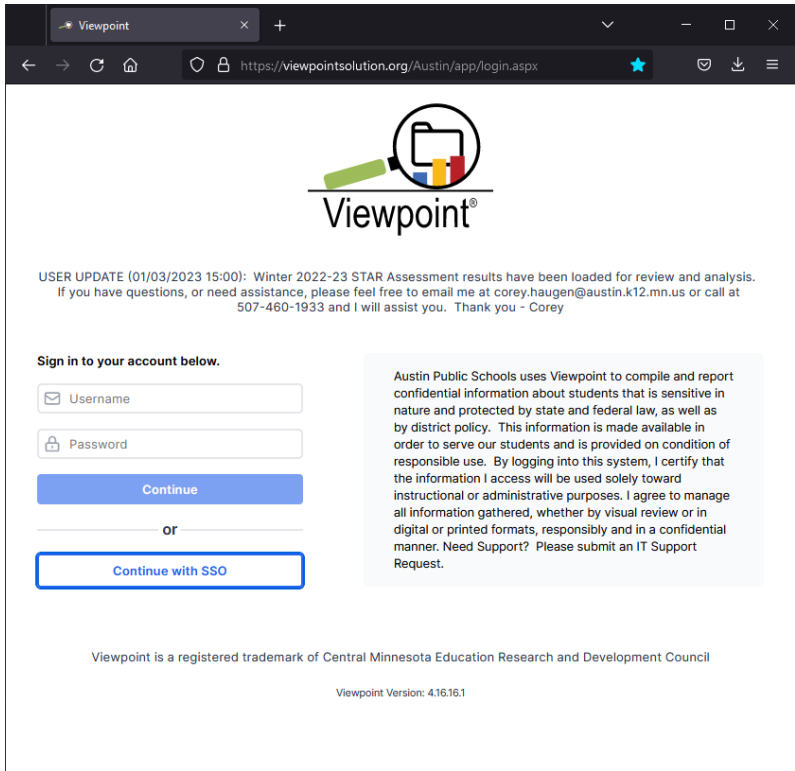 Viewpoint
https://viewpointsolution.org/Austin/app/login.aspx
Viewpoint®
USER UPDATE (01/03/2023 15:00):  Winter 2022-23 STAR Assessment results have been loaded for review and analysis.
If you have questions, or need assistance, please feel free to email me at corey.haugen@austin.k12.mn.us or call at
507-460-1933 and I will assist you.  Thank you - Corey
Sign in to your account below.
Username
Password
Continue
or
Continue with SSO
Austin Public Schools uses Viewpoint to compile and report
confidential information about students that is sensitive in
nature and protected by state and federal law, as well as
by district policy.  This information is made available in
order to serve our students and is provided on condition of
responsible use.  By logging into this system, I certify that
the information I access will be used solely toward
instructional or administrative purposes. I agree to manage
all information gathered, whether by visual review or in
digital or printed formats, responsibly and in a confidential
manner. Need Support?  Please submit an IT Support
Request.
Viewpoint is a registered trademark of Central Minnesota Education Research and Development Council
Viewpoint Version: 4.16.16.1